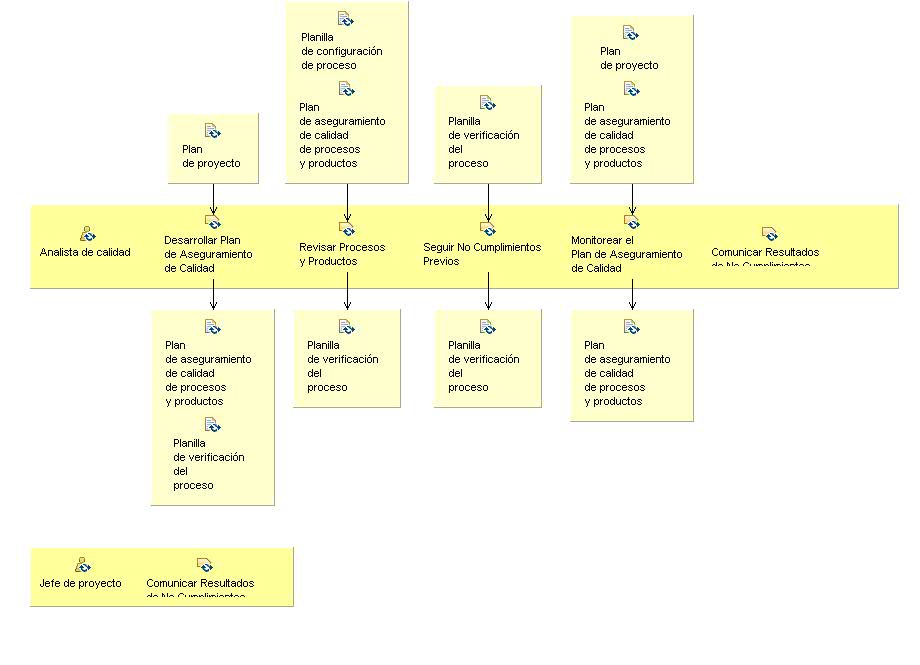 Planilla
de configuración
de proceso
Plan
de aseguramiento
de calidad
de procesos
y productos
Plan
de proyecto
Plan
de aseguramiento
de calidad
de procesos
y productos
Planilla
de verificación
del
proceso
Plan
de proyecto
Analista de calidad
Desarrollar Plan
de Aseguramiento
de Calidad
Revisar Procesos
y Productos
Seguir No Cumplimientos
Previos
Monitorear el
Plan de Aseguramiento
de Calidad
Comunicar Resultados
de No Cumplimientos
Plan
de aseguramiento
de calidad
de procesos
y productos
Planilla
de verificación
del
proceso
Planilla
de verificación
del
proceso
Planilla
de verificación
del
proceso
Plan
de aseguramiento
de calidad
de procesos
y productos
Jefe de proyecto
Comunicar Resultados
de No Cumplimientos